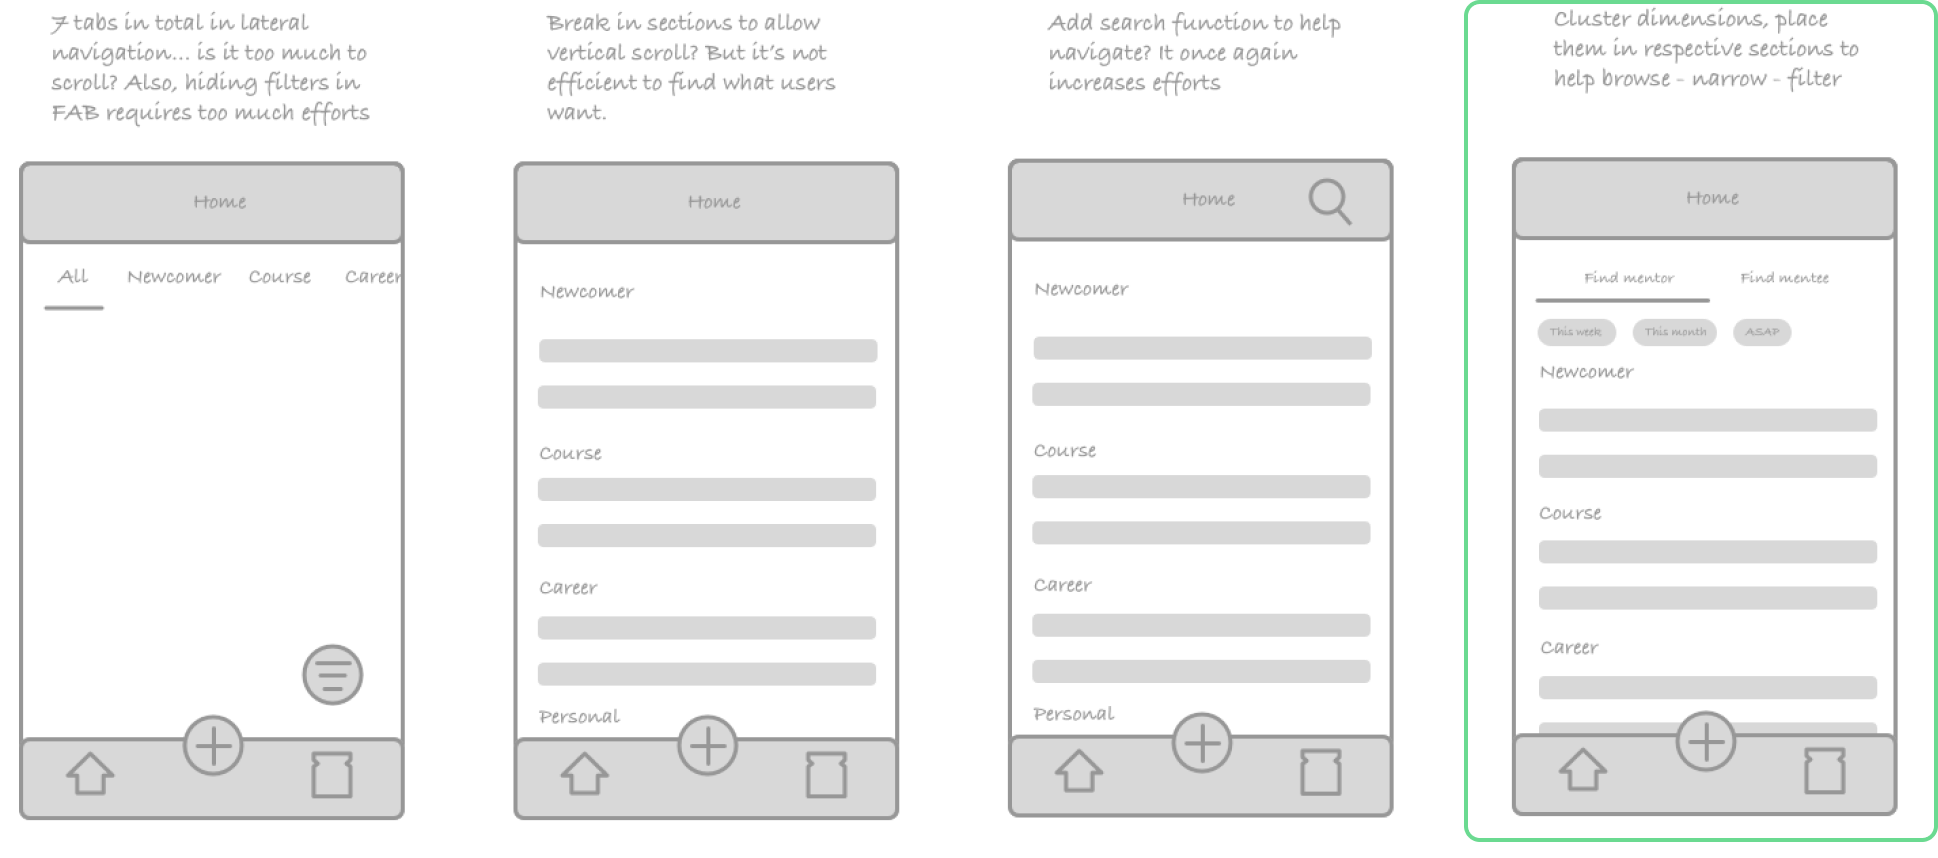 7 tabs in total in lateral
navigation... is it too much to
scroll? Also, hiding filters in
FAB requires too much efforts
Home
All Newcomer Course Career
Break in sections to allow
vertical scroll? But it's not
efficient to find what users
want.
Home
Newcomer
Course
Career
Personal
Add search function to help
navigate? It once again
increases efforts
Home
Newcomer
Course
Career
Personal
Cluster dimensions, place
them in respective sections to
help browse - narrow - filter
Home
Find mentor Find mentee
This week This month ASAP
Newcomer
Course
Career